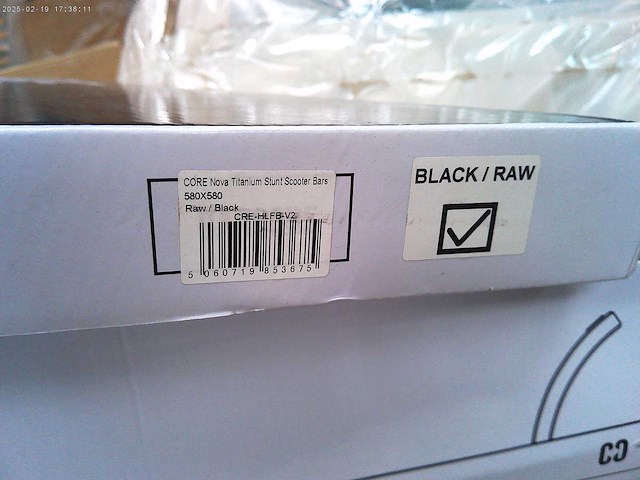 2025-02-19 17:38:11
CORE Nova Titanium Stunt Scooter Bars
580X580
Raw / Black
CRE-HLFB-V2
5 060719 853675
BLACK / RAW